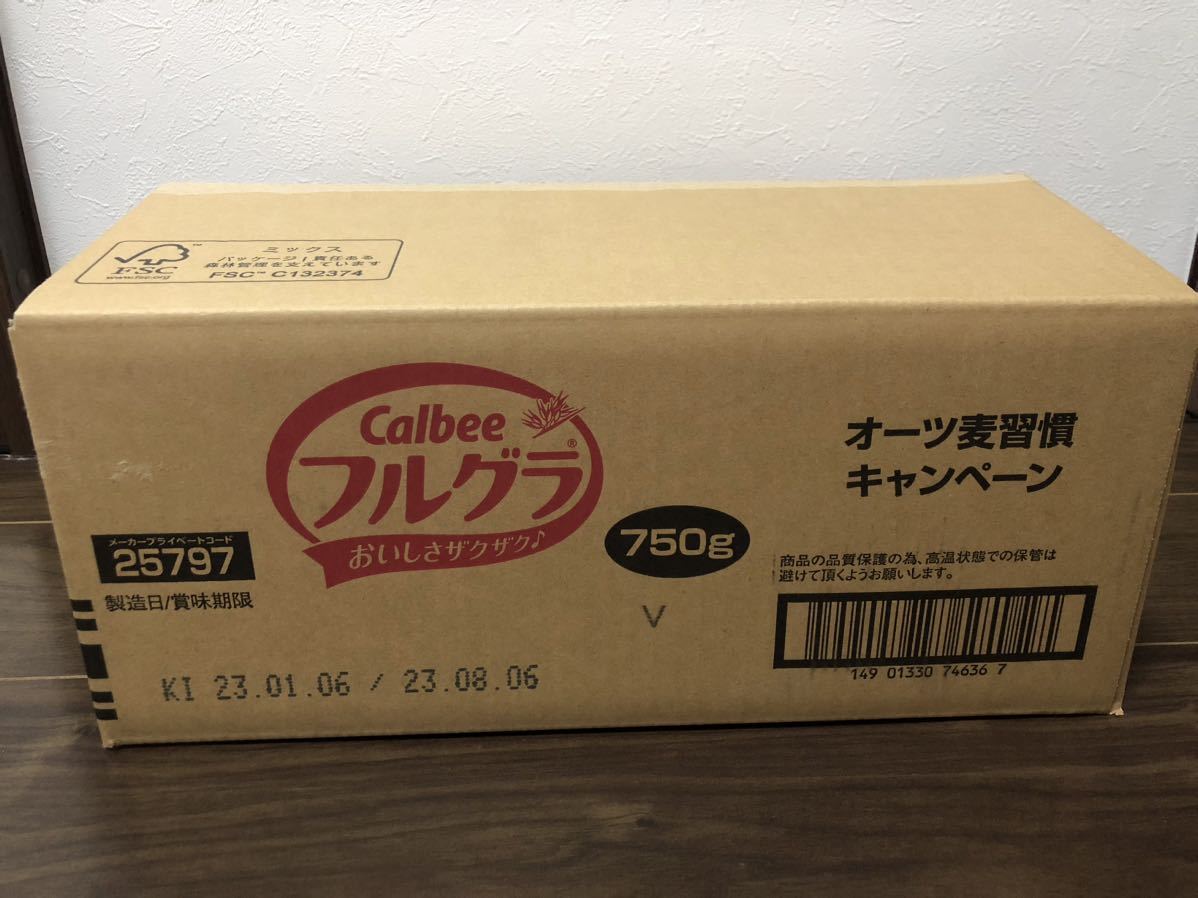 ミックス
パッケージ|責任ある
森林管理を支えています
FSC™ C132374
FSC™
www.fsc.org
Calbee
フルグラ®
おいしさザクザク♪
750g
オーツ麦習慣
キャンペーン
メーカープライベートコード
25797
製造日/賞味期限
商品の品質保護の為、高温状態での保管は
避けて頂くようお願いします。
V
149 01330 74636 7
KI 23.01.06 / 23.08.06